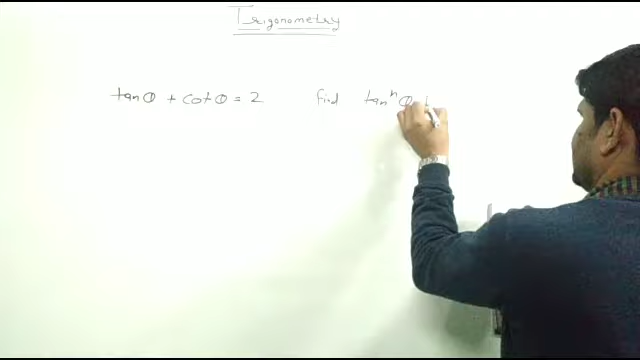 Trigonometry
tanθ + cotθ = 2 find tanⁿθ +